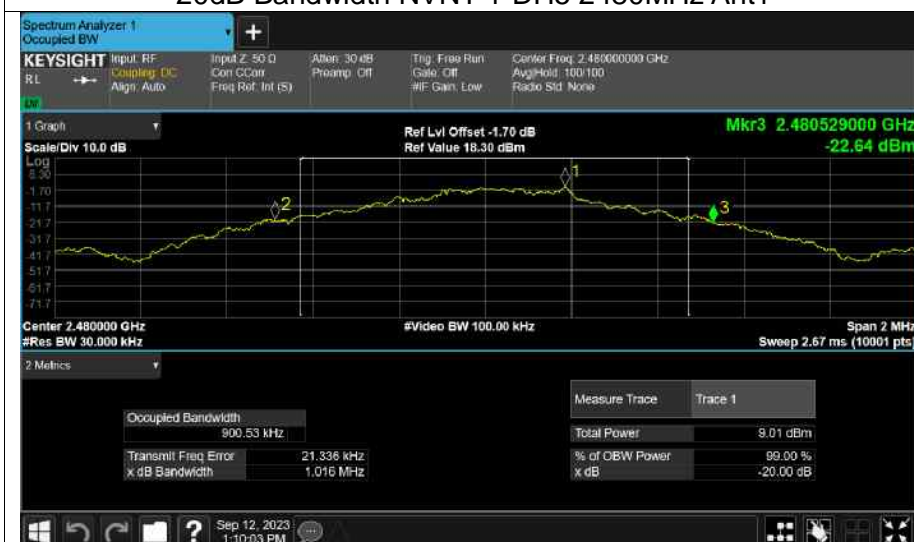 20dB Bandwidth NVNT 1-DH5 2480MHz Ant1
Spectrum Analyzer 1
Occupied BW
+
KEYSIGHT
RL
Input: RF
Coupling: DC
Align: Auto
Input Z: 50 Ω
Corr CCorr
Freq Ref: Int (S)
Atten: 30 dB
Preamp: Off
Trig: Free Run
Gate: Off
#IF Gain: Low
Center Freq: 2.480000000 GHz
Avg|Hold: 100/100
Radio Std: None
1 Graph
Scale/Div 10.0 dB
Ref Lvl Offset -1.70 dB
Ref Value 18.30 dBm
Mkr3 2.480529000 GHz
-22.64 dBm
Log
8.30
-1.70
-11.7
-21.7
-31.7
-41.7
-51.7
-61.7
-71.7
1
2
3
Center 2.480000 GHz
#Res BW 30.000 kHz
#Video BW 100.00 kHz
Span 2 MHz
Sweep 2.67 ms (10001 pts)
2 Metrics
Measure Trace Trace 1
Occupied Bandwidth
900.53 kHz
Total Power 9.01 dBm
Transmit Freq Error 21.336 kHz
% of OBW Power 99.00 %
x dB Bandwidth 1.016 MHz
x dB -20.00 dB
?
Sep 12, 2023
1:10:03 PM